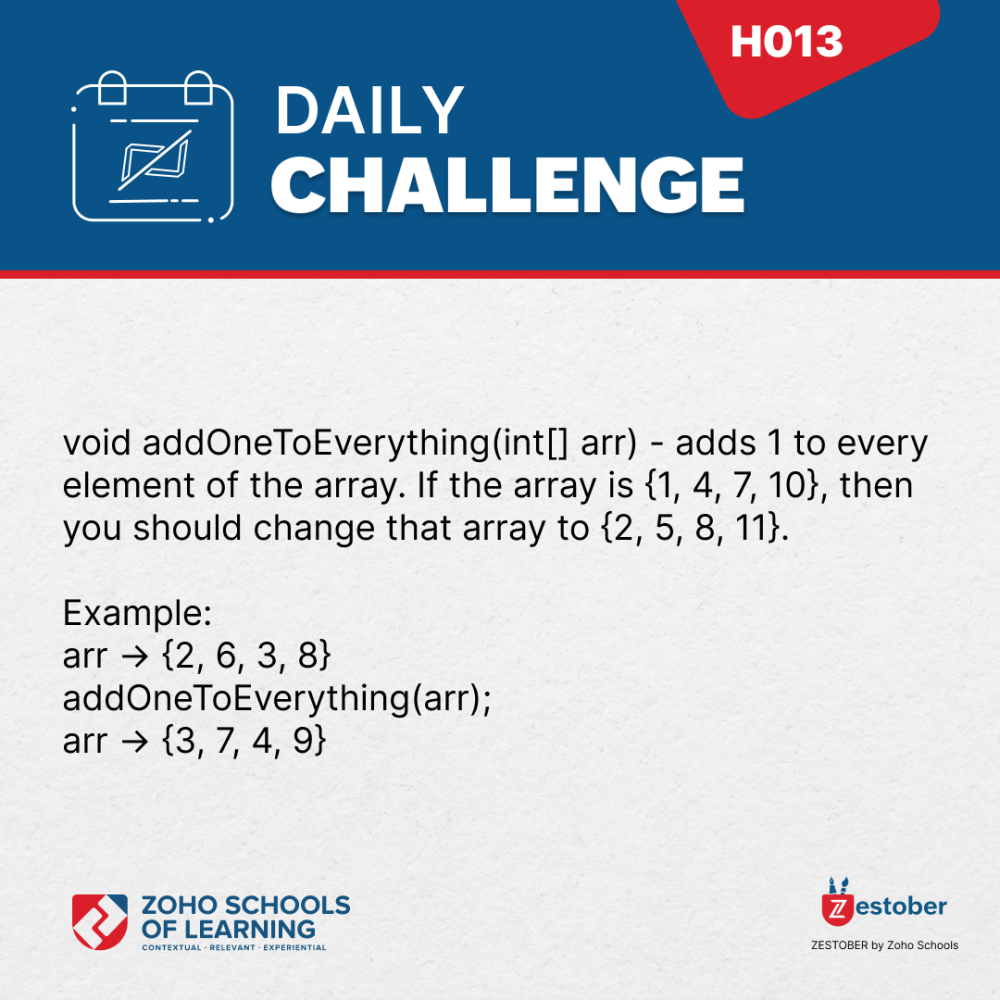 H013
DAILY
CHALLENGE
void addOneToEverything(int[] arr) - adds 1 to every
element of the array. If the array is {1, 4, 7, 10}, then
you should change that array to {2, 5, 8, 11}.
Example:
arr → {2, 6, 3, 8}
addOneToEverything(arr);
arr → {3, 7, 4, 9}
ZOHO SCHOOLS
OF LEARNING
CONTEXTUAL · RELEVANT · EXPERIENTIAL
Zestober
ZESTOBER by Zoho Schools